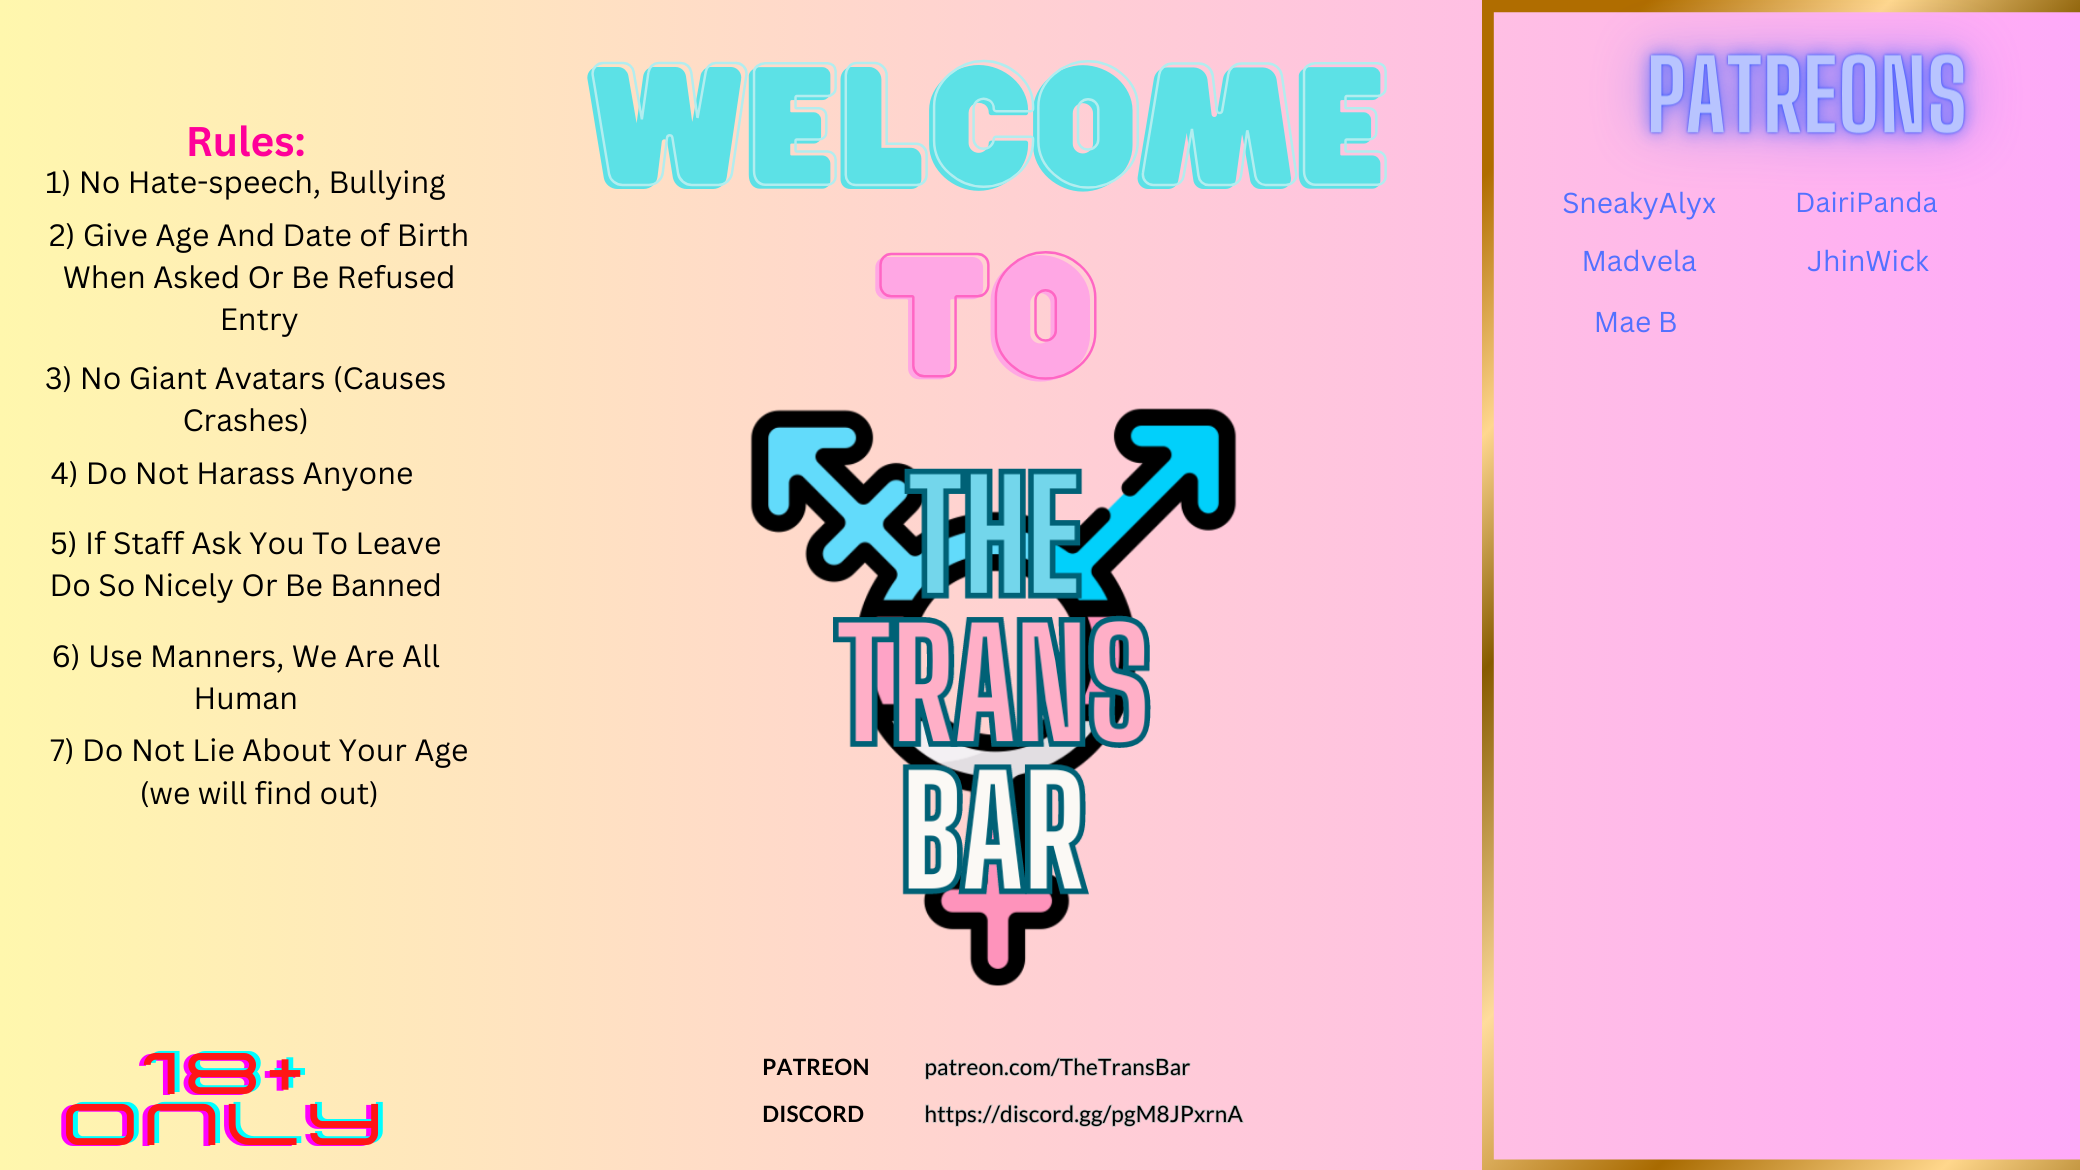 Rules:
1) No Hate-speech, Bullying
2) Give Age And Date of Birth
When Asked Or Be Refused
Entry
3) No Giant Avatars (Causes
Crashes)
4) Do Not Harass Anyone
5) If Staff Ask You To Leave
Do So Nicely Or Be Banned
6) Use Manners, We Are All
Human
7) Do Not Lie About Your Age
(we will find out)
18+
ONLY
WELCOME
TO
THE
TRANS
BAR
PATREON patreon.com/TheTransBar
DISCORD https://discord.gg/pgM8JPxrnA
PATREONS
SneakyAlyx DairiPanda
Madvela JhinWick
Mae B